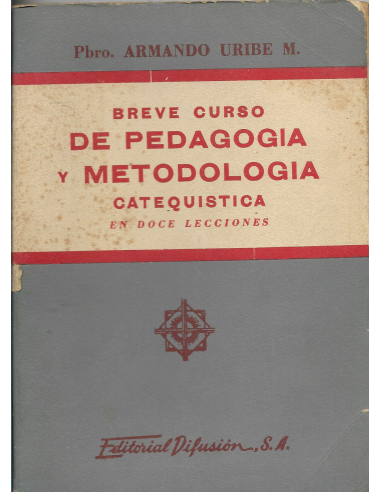 Pbro. ARMANDO URIBE M.
BREVE CURSO
DE PEDAGOGIA
Y METODOLOGIA
CATEQUISTICA
EN DOCE LECCIONES
Editorial Difusión, S.A.